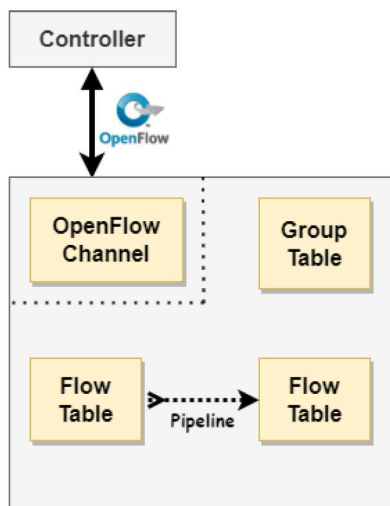 Controller
OpenFlow
OpenFlow
Channel
Group
Table
Flow
Table
Pipeline
Flow
Table